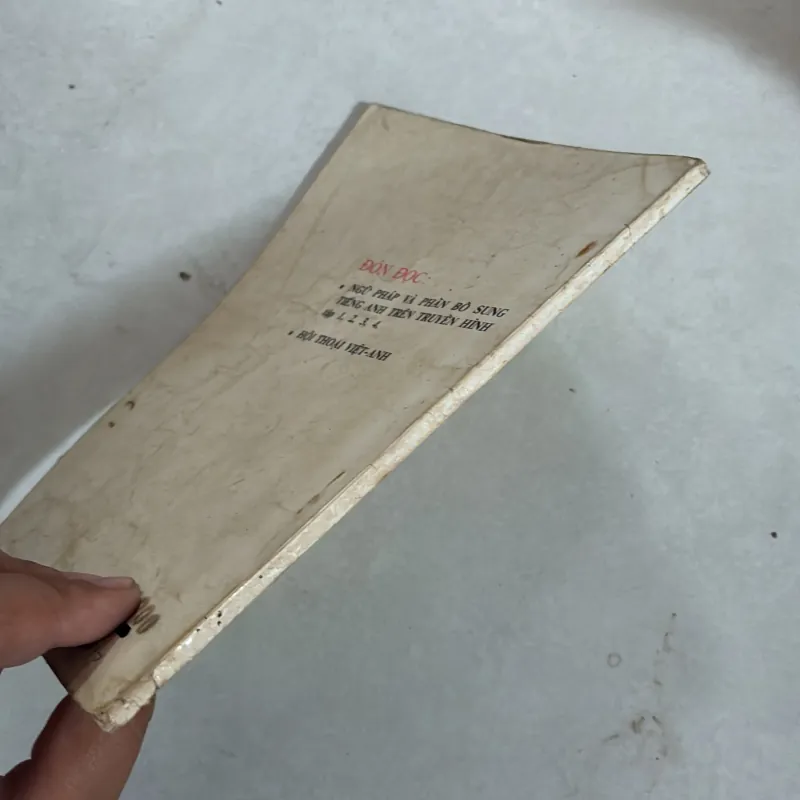 ĐÓN ĐỌC
• NGỮ PHÁP VÀ PHẦN BỔ SUNG
TIẾNG ANH TRÊN TRUYỀN HÌNH
tập 1, 2, 3, 4
• HỘI THOẠI VIỆT-ANH